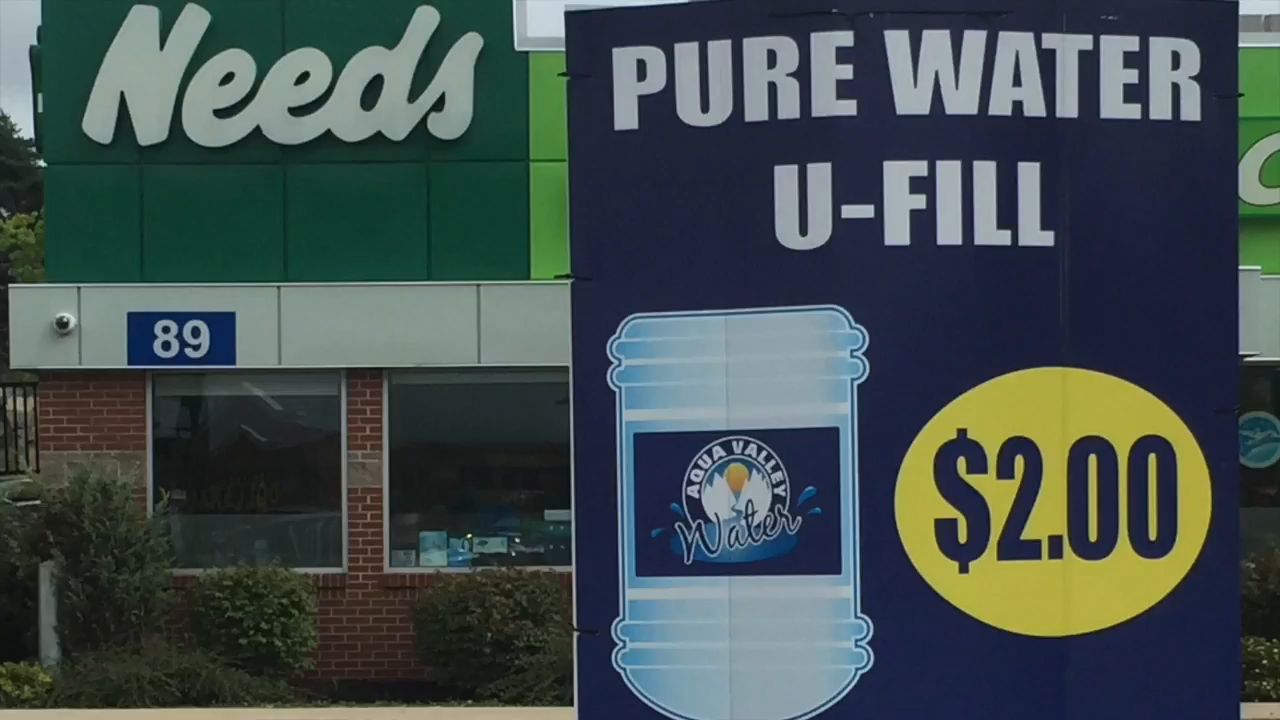 Needs
PURE WATER
U-FILL
89
AQUA VALLEY
Water
$2.00